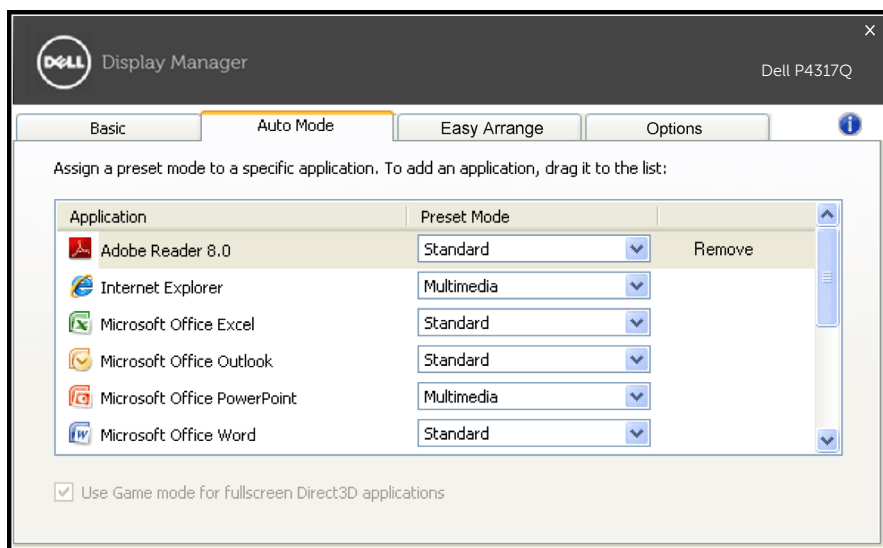 DELL Display Manager
X
Dell P4317Q
Basic Auto Mode Easy Arrange Options
Assign a preset mode to a specific application. To add an application, drag it to the list:
Application Preset Mode
Adobe Reader 8.0 Standard Remove
Internet Explorer Multimedia
Microsoft Office Excel Standard
Microsoft Office Outlook Standard
Microsoft Office PowerPoint Multimedia
Microsoft Office Word Standard
Use Game mode for fullscreen Direct3D applications